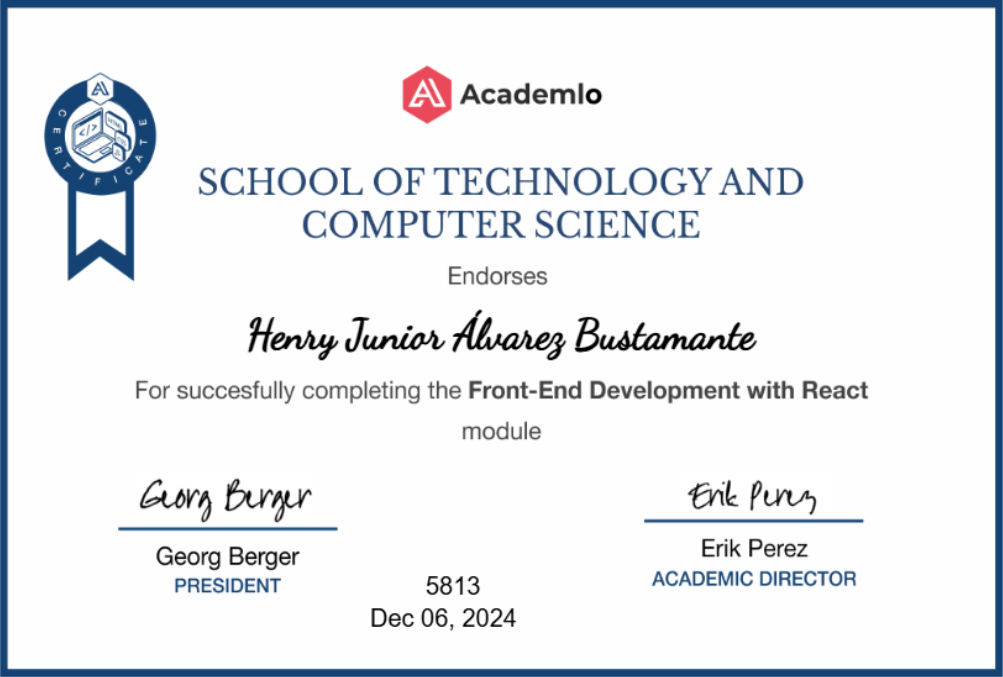 Academlo
CERTIFICATE
</>
SCHOOL OF TECHNOLOGY AND
COMPUTER SCIENCE
Endorses
Henry Junior Álvarez Bustamante
For succesfully completing the Front-End Development with React
module
Georg Berger
Erik Perez
Georg Berger
PRESIDENT
Erik Perez
ACADEMIC DIRECTOR
5813
Dec 06, 2024